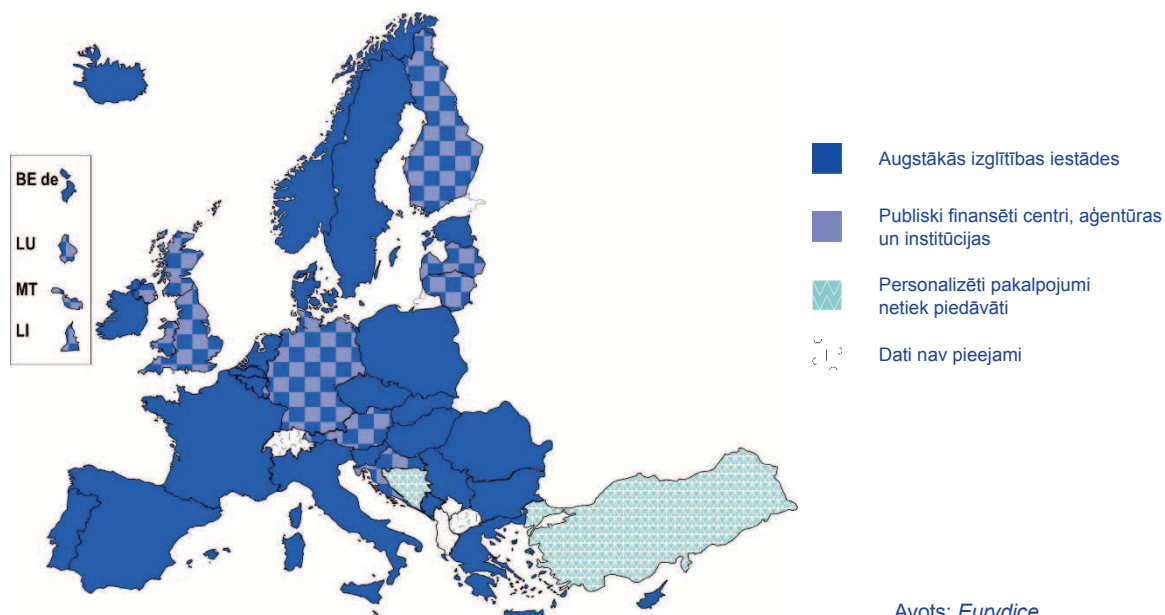 BE de
LU
MT
LI
Augstākās izglītības iestādes
Publiski finansēti centri, aģentūras
un institūcijas
Personalizēti pakalpojumi
netiek piedāvāti
Dati nav pieejami
Avots: Eurydice